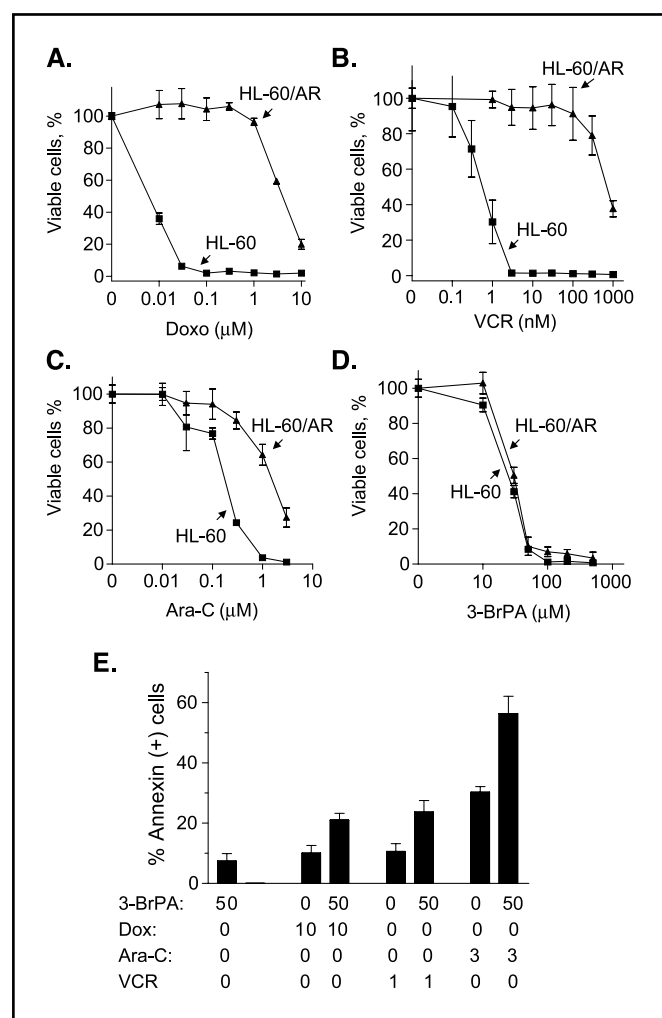 A.
HL-60/AR
100
80
60
40
20
0
Viable cells, %
HL-60
0 0.01 0.1 1 10
Doxo (μM)
B.
HL-60/AR
100
80
60
40
20
0
Viable cells, %
HL-60
0 0.1 1 10 100 1000
VCR (nM)
C.
100
80
60
40
20
0
Viable cells %
HL-60/AR
HL-60
0 0.01 0.1 1 10
Ara-C (μM)
D.
100
80
60
40
20
0
Viable cells, %
HL-60/AR
HL-60
0 10 100 1000
3-BrPA (μM)
E.
% Annexin (+) cells
60
40
20
0
3-BrPA: 50 0 50 0 50 0 50
Dox: 0 10 10 0 0 0 0
Ara-C: 0 0 0 0 0 3 3
VCR 0 0 0 1 1 0 0